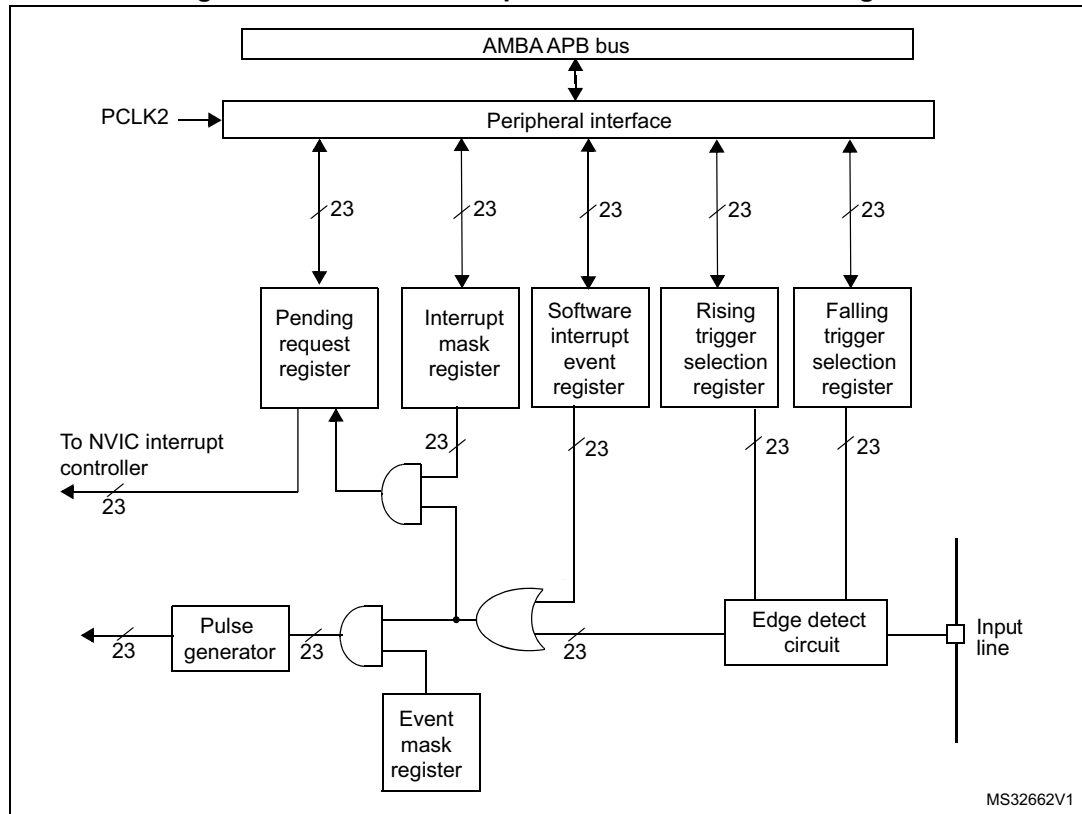 AMBA APB bus
PCLK2
Peripheral interface
23
23
23
23
23
Pending
request
register
Interrupt
mask
register
Software
interrupt
event
register
Rising
trigger
selection
register
Falling
trigger
selection
register
To NVIC interrupt
controller
23
23
23
23
23
Pulse
generator
23
23
23
Edge detect
circuit
Input
line
Event
mask
register
MS32662V1